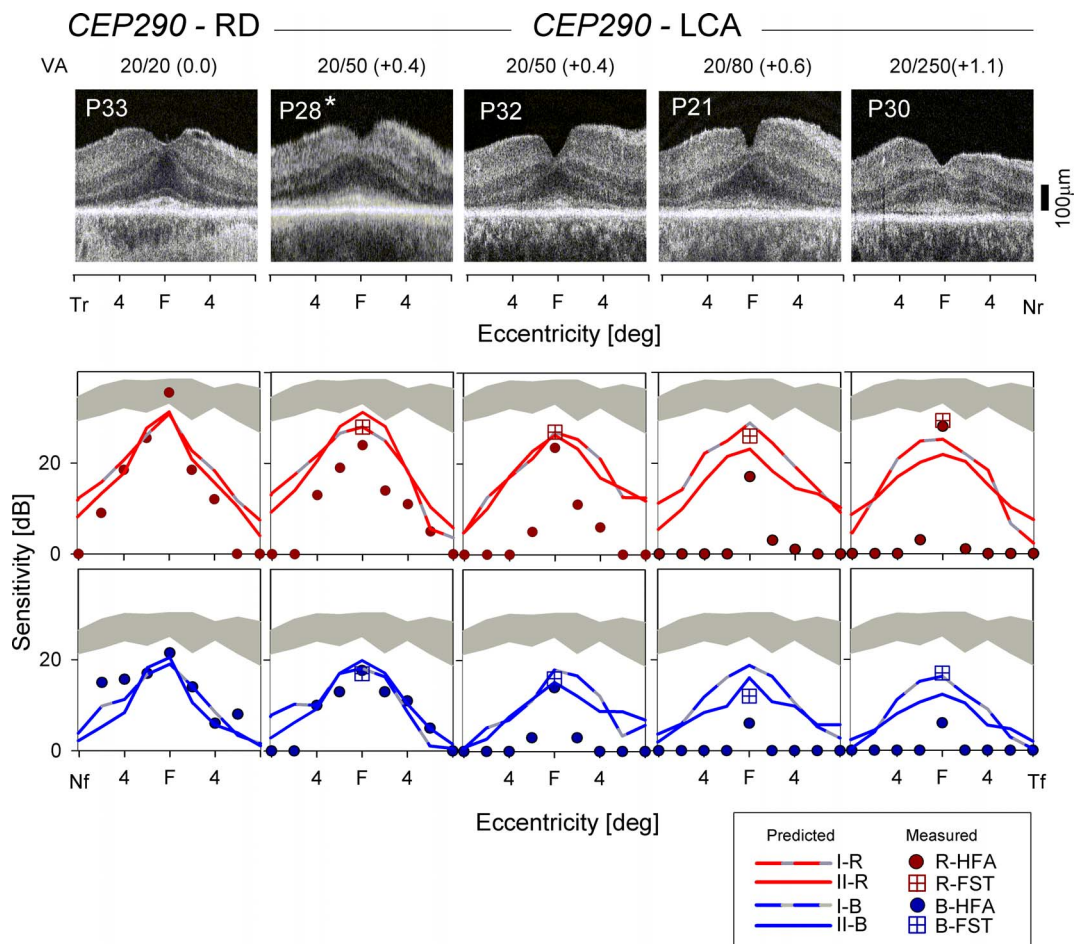 CEP290 - RD CEP290 - LCA
VA 20/20 (0.0) 20/50 (+0.4) 20/50 (+0.4) 20/80 (+0.6) 20/250(+1.1)
P33 P28* P32 P21 P30
100μm
Tr 4 F 4 4 F 4 4 F 4 4 F 4 4 F 4 Nr
Eccentricity [deg]
Sensitivity [dB]
20
0
20
0
Nf 4 F 4 4 F 4 4 F 4 4 F 4 4 F 4 Tf
Eccentricity [deg]
Predicted Measured
I-R R-HFA
II-R R-FST
I-B B-HFA
II-B B-FST